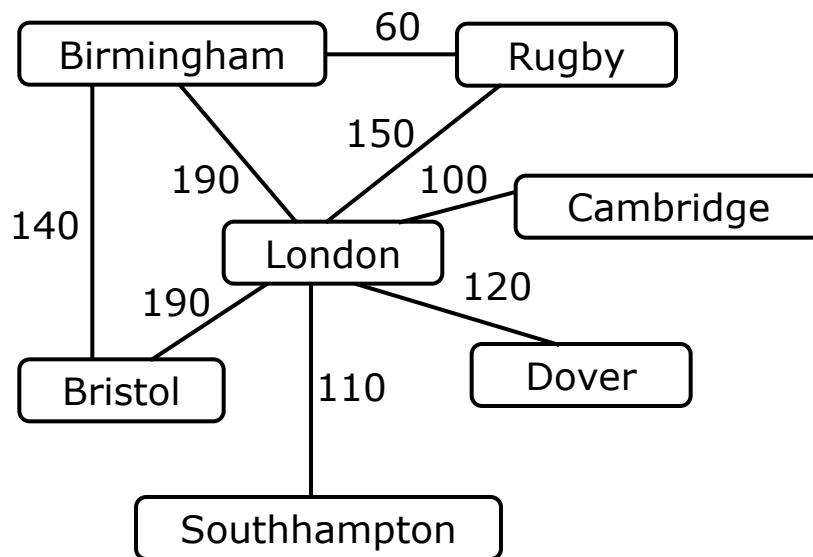 60
Birmingham
Rugby
150
190
100
Cambridge
140
London
190
120
Bristol
110
Dover
Southhampton